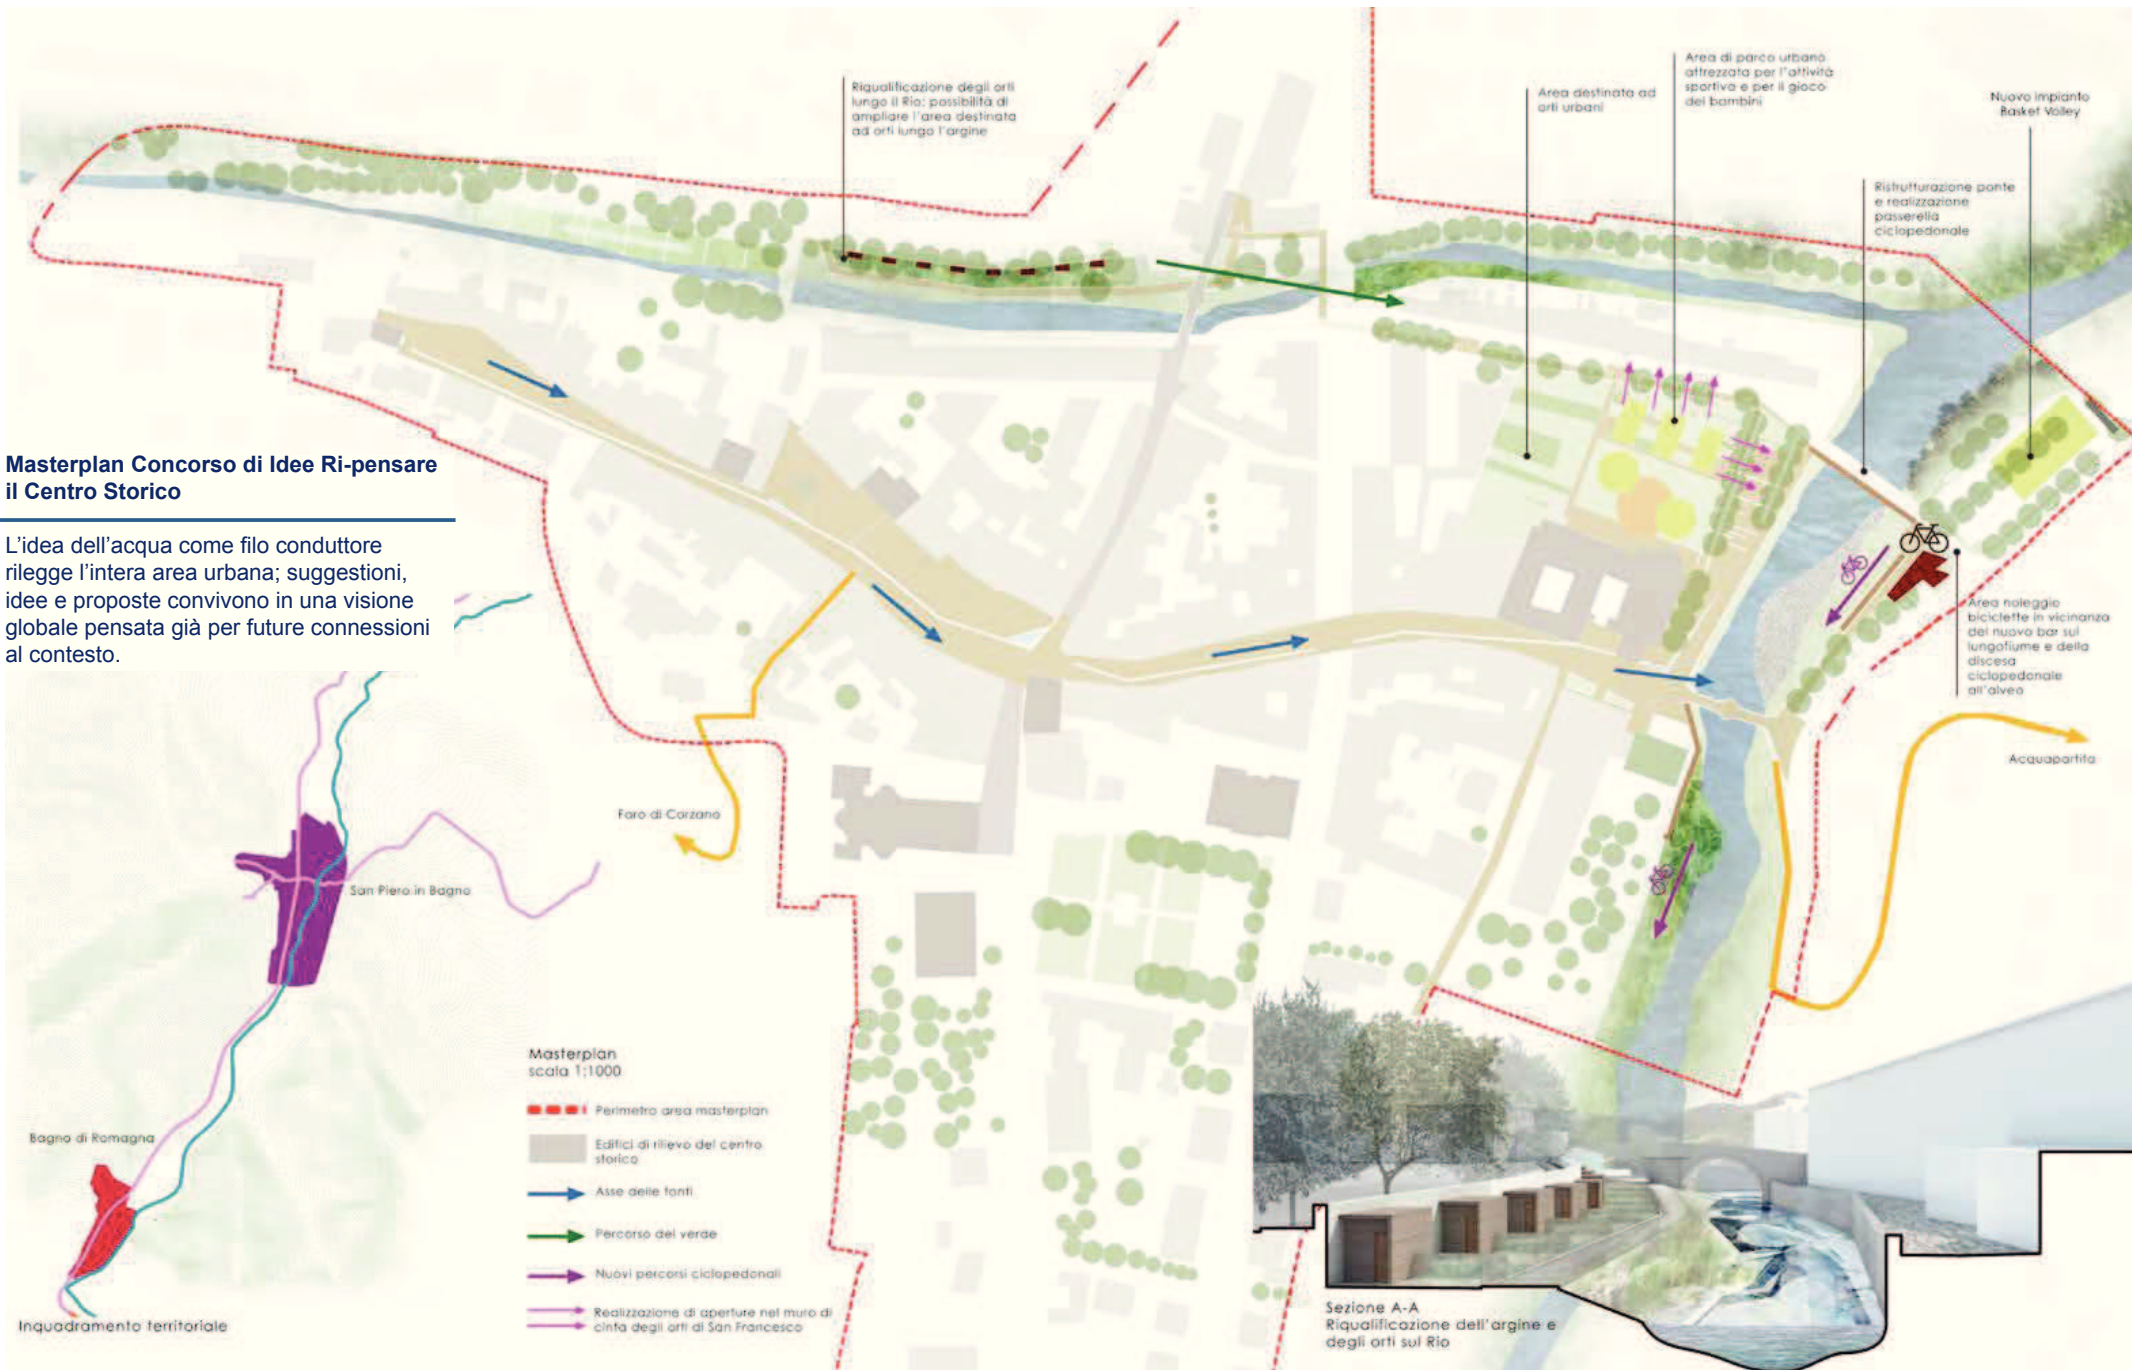 Riqualificazione degli orti
lungo il Rio: possibilità di
ampliare l'area destinata
ad orti lungo l'argine
Area destinata ad
orti urbani
Area di parco urbano
attrezzata per l'attività
sportiva e per il gioco
dei bambini
Nuovo impianto
Basket Volley
Ristrutturazione ponte
e realizzazione
passerella
ciclopedonale
Masterplan Concorso di Idee Ri-pensare
il Centro Storico
L'idea dell'acqua come filo conduttore
rilegge l'intera area urbana; suggestioni,
idee e proposte convivono in una visione
globale pensata già per future connessioni
al contesto.
Area noleggio
biciclette in vicinanza
del nuovo bar sul
lungofiume e della
discesa
ciclopedonale
all'alveo
Acquapartita
Faro di Corzano
San Piero in Bagno
Bagno di Romagna
Inquadramento territoriale
Masterplan
scala 1:1000
Perimetro area masterplan
Edifici di rilievo del centro
storico
Asse delle fonti
Percorso del verde
Nuovi percorsi ciclopedonali
Realizzazione di aperture nel muro di
cinta degli orti di San Francesco
Sezione A-A
Riqualificazione dell'argine e
degli orti sul Rio